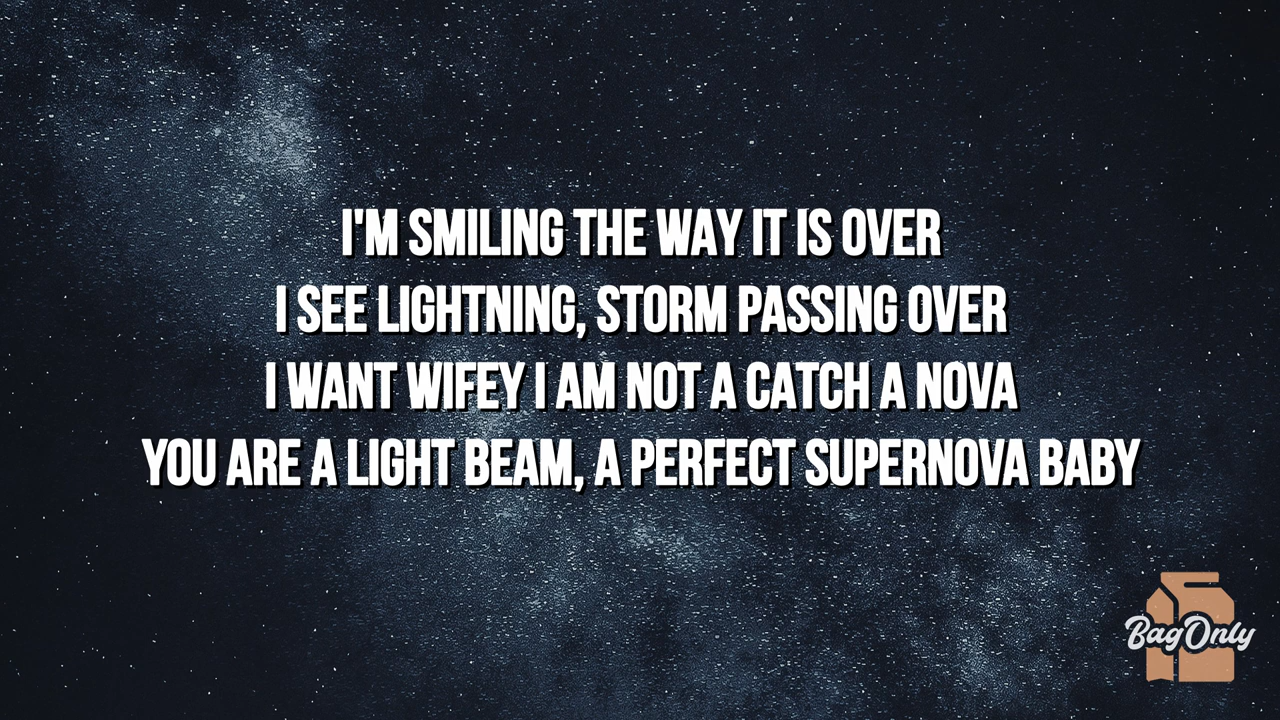 I'M SMILING THE WAY IT IS OVER
I SEE LIGHTNING, STORM PASSING OVER
I WANT WIFEY I AM NOT A CATCH A NOVA
YOU ARE A LIGHT BEAM, A PERFECT SUPERNOVA BABY
BagOnly